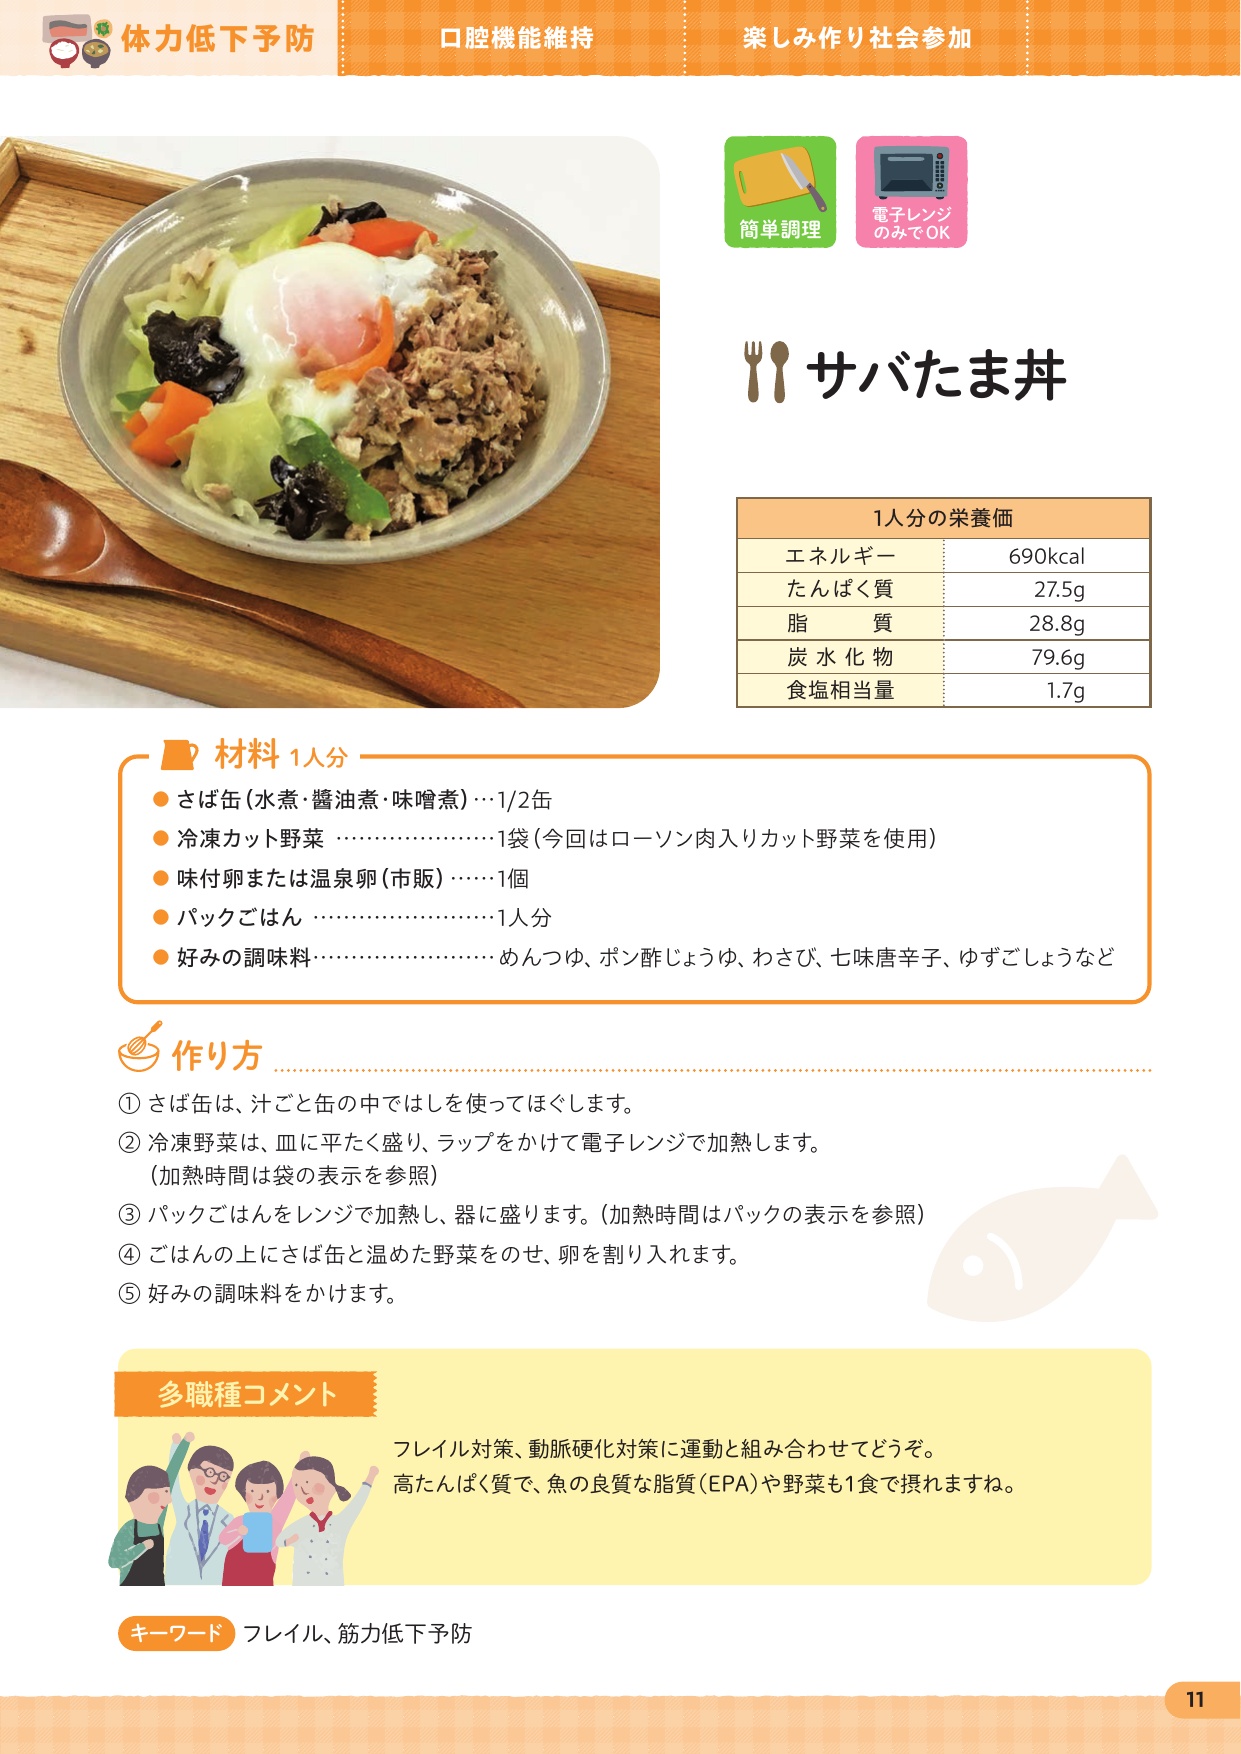 体力低下予防
口腔機能維持
楽しみ作り社会参加
簡単調理
電子レンジ
のみでOK
サバたま丼
1人分の栄養価
エネルギー 690kcal
たんぱく質 27.5g
脂質 28.8g
炭水化物 79.6g
食塩相当量 1.7g
材料 1人分
● さば缶(水煮・醬油煮・味噌煮)…1/2缶
● 冷凍カット野菜 …………………1袋(今回はローソン肉入りカット野菜を使用)
● 味付卵または温泉卵(市販)……1個
● パックごはん ……………………1人分
● 好みの調味料……………………めんつゆ、ポン酢じょうゆ、わさび、七味唐辛子、ゆずごしょうなど
作り方
① さば缶は、汁ごと缶の中ではしを使ってほぐします。
② 冷凍野菜は、皿に平たく盛り、ラップをかけて電子レンジで加熱します。
(加熱時間は袋の表示を参照)
③ パックごはんをレンジで加熱し、器に盛ります。(加熱時間はパックの表示を参照)
④ ごはんの上にさば缶と温めた野菜をのせ、卵を割り入れます。
⑤ 好みの調味料をかけます。
多職種コメント
フレイル対策、動脈硬化対策に運動と組み合わせてどうぞ。
高たんぱく質で、魚の良質な脂質(EPA)や野菜も1食で摂れますね。
キーワード フレイル、筋力低下予防
11